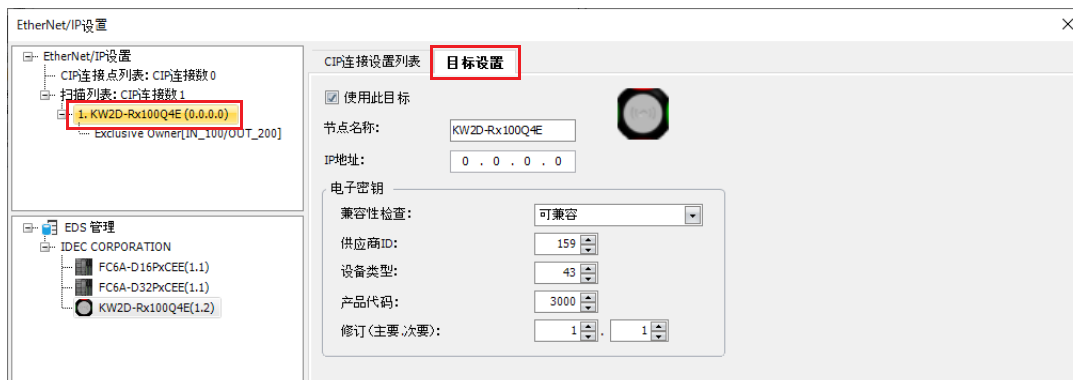 EtherNet/IP设置
EtherNet/IP设置
CIP连接点列表: CIP连接数0
扫描列表: CIP连接数1
1. KW2D-Rx100Q4E (0.0.0.0)
Exclusive Owner[IN_100/OUT_200]
EDS 管理
IDEC CORPORATION
FC6A-D16PxCEE(1.1)
FC6A-D32PxCEE(1.1)
KW2D-Rx100Q4E(1.2)
CIP连接设置列表 目标设置
使用此目标
节点名称: KW2D-Rx100Q4E
IP地址: 0 . 0 . 0 . 0
电子密钥
兼容性检查: 可兼容
供应商ID: 159
设备类型: 43
产品代码: 3000
修订(主要.次要): 1 . 1